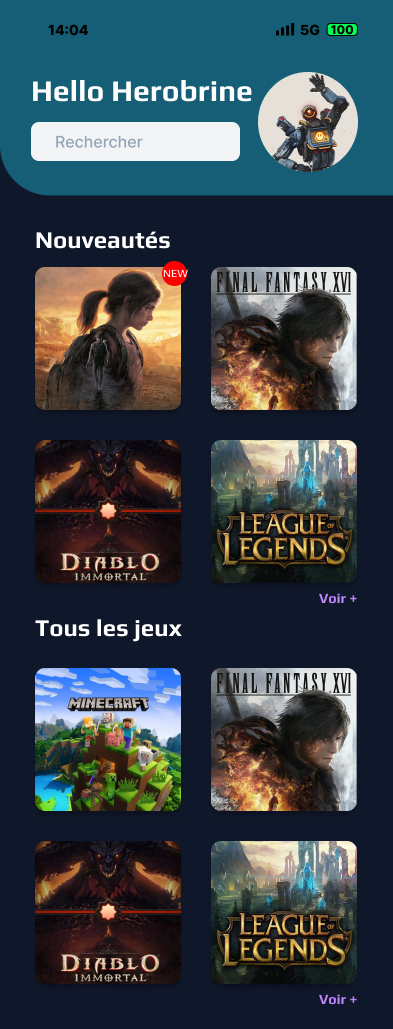 14:04 5G 100
Hello Herobrine
Rechercher
Nouveautés
NEW
FINAL FANTASY XVI
DIABLO
IMMORTAL
LEAGUE OF
LEGENDS
Voir +
Tous les jeux
MINECRAFT
FINAL FANTASY XVI
DIABLO
IMMORTAL
LEAGUE OF
LEGENDS
Voir +